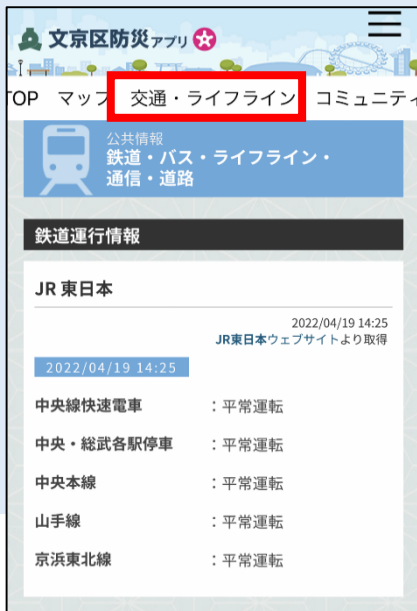 文京区防災アプリ
TOP マップ 交通・ライフライン コミュニティ
公共情報
鉄道・バス・ライフライン・
通信・道路
鉄道運行情報
JR 東日本
2022/04/19 14:25
JR東日本ウェブサイトより取得
2022/04/19 14:25
中央線快速電車 ：平常運転
中央・総武各駅停車 ：平常運転
中央本線 ：平常運転
山手線 ：平常運転
京浜東北線 ：平常運転